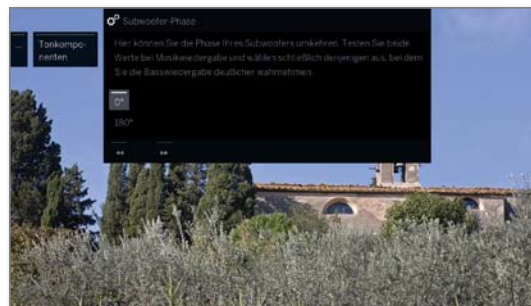 Subwoofer-Phase
...
Tonkompo-
nenten
Hier können Sie die Phase Ihres Subwoofers umkehren. Testen Sie beide
Werte bei Musikwiedergabe und wählen schließlich denjenigen aus, bei dem
Sie die Basswiedergabe deutlicher wahrnahmen.
0°
180°